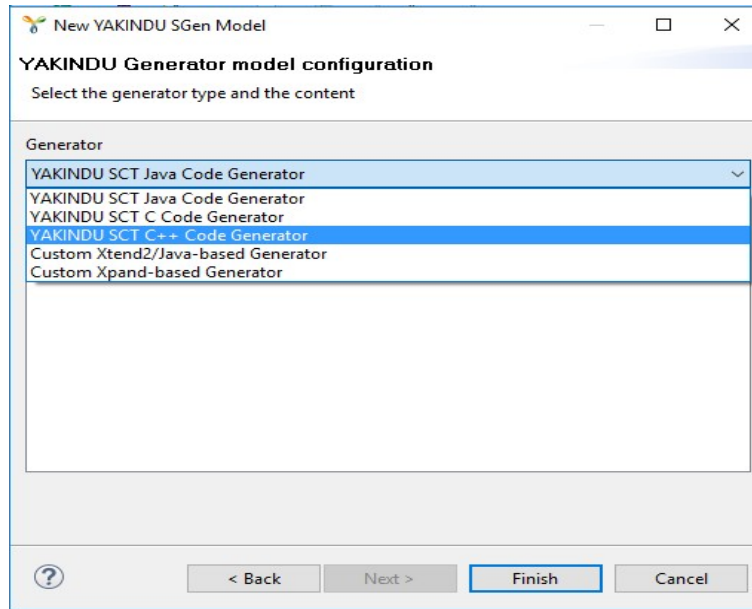 New YAKINDU SGen Model
YAKINDU Generator model configuration
Select the generator type and the content
Generator
YAKINDU SCT Java Code Generator
YAKINDU SCT Java Code Generator
YAKINDU SCT C Code Generator
YAKINDU SCT C++ Code Generator
Custom Xtend2/Java-based Generator
Custom Xpand-based Generator
? < Back Next > Finish Cancel